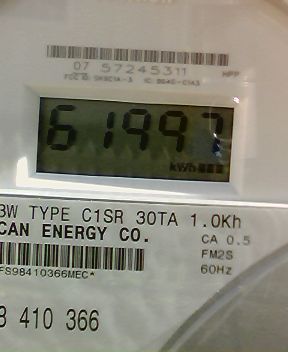 07 57245311
61997
kWh
3W TYPE C1SR 30TA 1.0Kh
CAN ENERGY CO.
CA 0.5
FM2S
60Hz
FS98410366MEC*
8 410 366